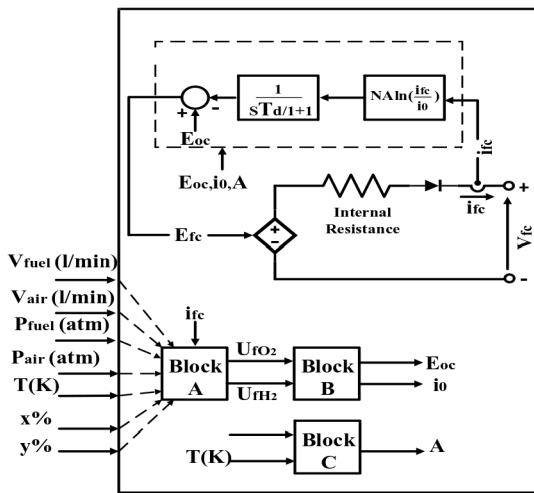 1
sTd/1+1
NAln(ifc/i0)
+
-
Eoc
Eoc,i0,A
ifc
Internal
Resistance
ifc
+
Vfc
-
Efc
+
-
Vfuel (l/min)
Vair (l/min)
Pfuel (atm)
Pair (atm)
T(K)
x%
y%
ifc
Block
A
UfO2
UfH2
Block
B
Eoc
i0
T(K)
Block
C
A